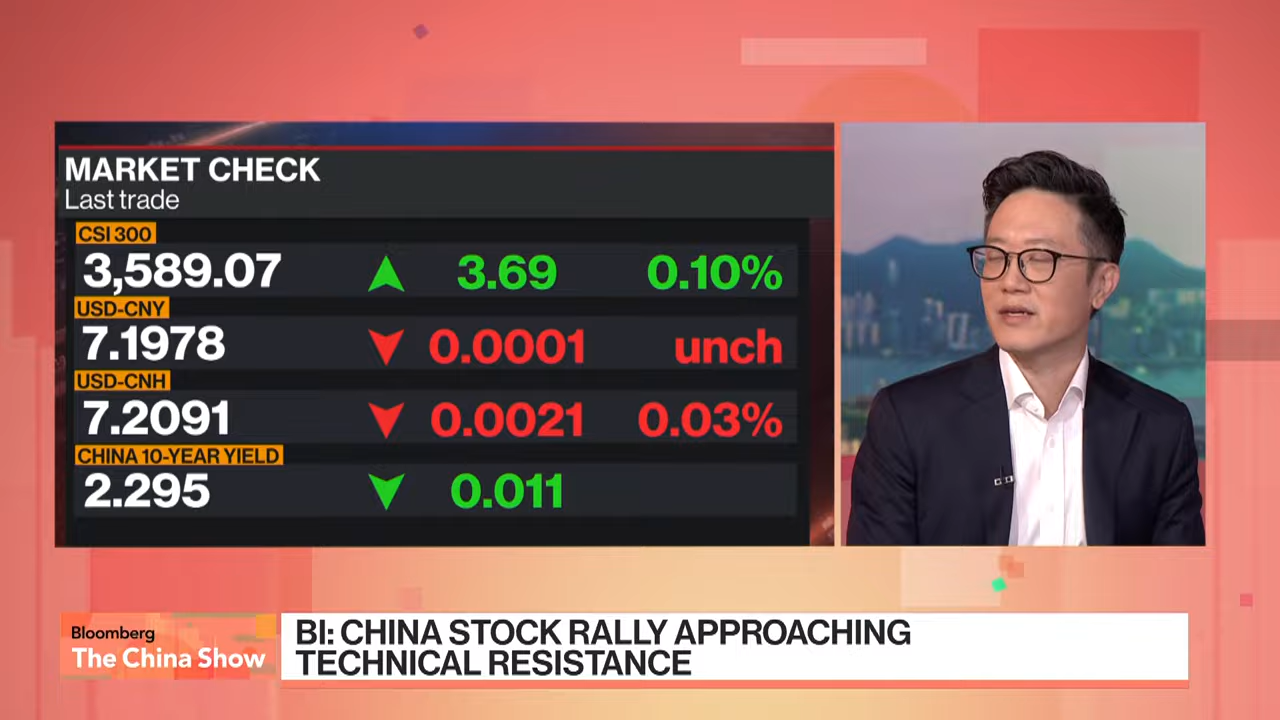 MARKET CHECK
Last trade
CSI 300
3,589.07 3.69 0.10%
USD-CNY
7.1978 0.0001 unch
USD-CNH
7.2091 0.0021 0.03%
CHINA 10-YEAR YIELD
2.295 0.011
Bloomberg
The China Show
BI: CHINA STOCK RALLY APPROACHING
TECHNICAL RESISTANCE